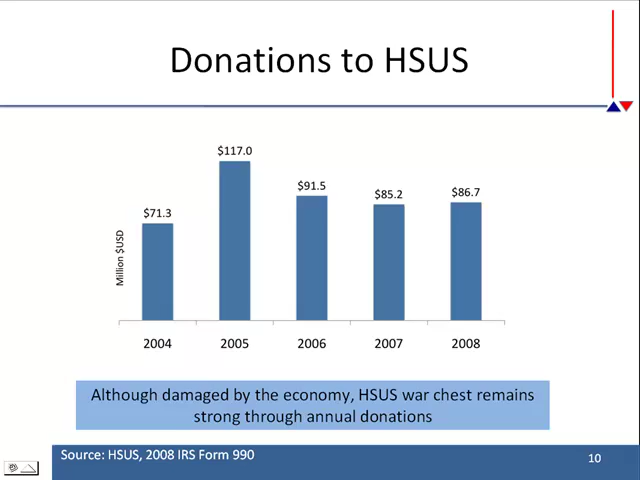 Donations to HSUS
$117.0
$91.5
$85.2
$86.7
$71.3
Million $USD
2004 2005 2006 2007 2008
Although damaged by the economy, HSUS war chest remains
strong through annual donations
Source: HSUS, 2008 IRS Form 990
10